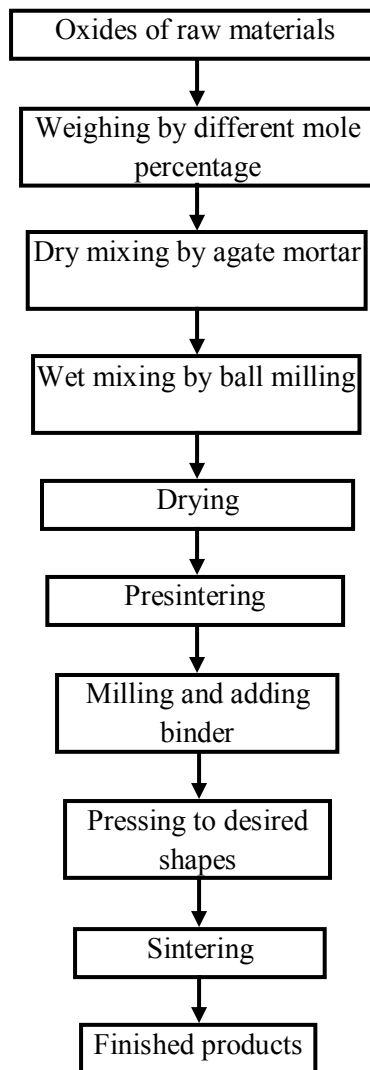 Oxides of raw materials
Weighing by different mole
percentage
Dry mixing by agate mortar
Wet mixing by ball milling
Drying
Presintering
Milling and adding
binder
Pressing to desired
shapes
Sintering
Finished products